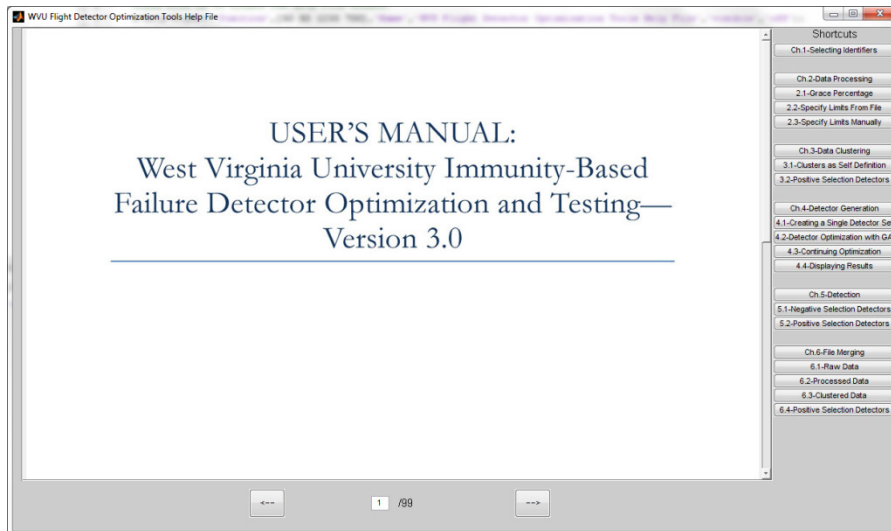 WVU Flight Detector Optimization Tools Help File
USER'S MANUAL:
West Virginia University Immunity-Based
Failure Detector Optimization and Testing—
Version 3.0
Shortcuts
Ch.1-Selecting Identifiers
Ch.2-Data Processing
2.1-Grace Percentage
2.2-Specify Limits From File
2.3-Specify Limits Manually
Ch.3-Data Clustering
3.1-Clusters as Self Definition
3.2-Positive Selection Detectors
Ch.4-Detector Generation
4.1-Creating a Single Detector Se
4.2-Detector Optimization with GA
4.3-Continuing Optimization
4.4-Displaying Results
Ch.5-Detection
5.1-Negative Selection Detectors
5.2-Positive Selection Detectors
Ch.6-File Merging
6.1-Raw Data
6.2-Processed Data
6.3-Clustered Data
6.4-Positive Selection Detectors
<-- 1 /99 -->